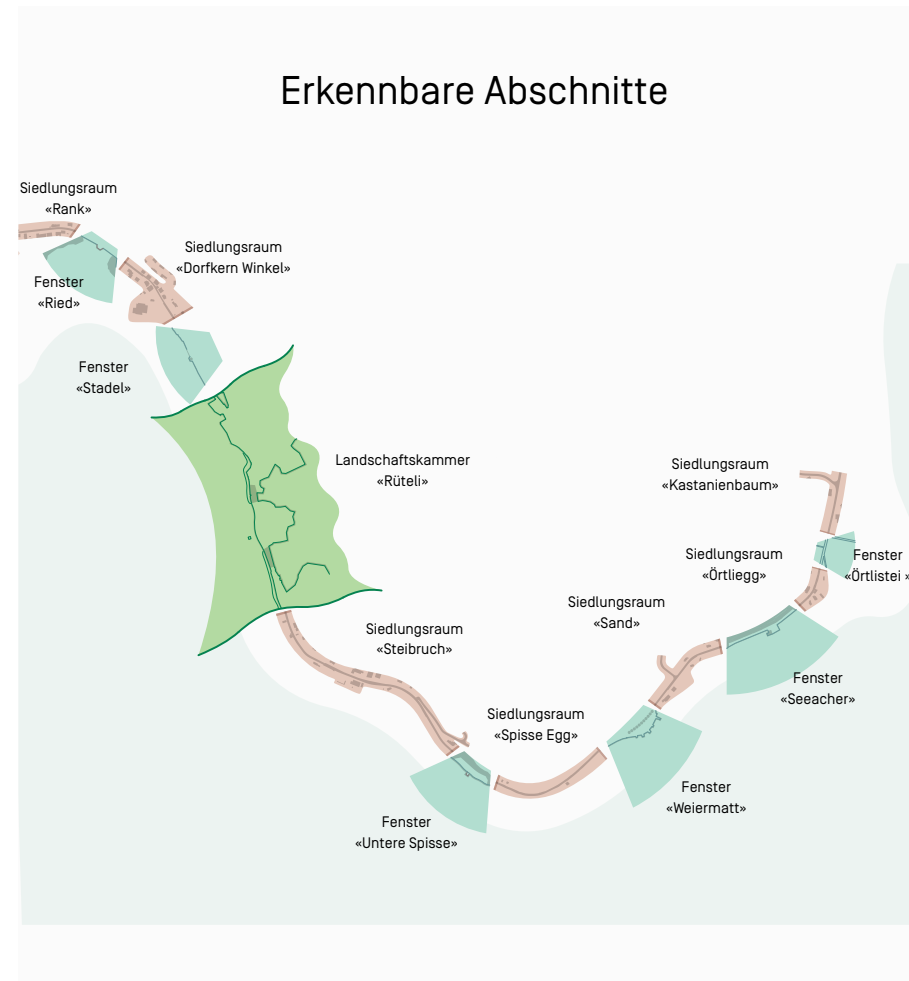 Erkennbare Abschnitte
Siedlungsraum
«Rank»
Siedlungsraum
«Dorfkern Winkel»
Fenster
«Ried»
Fenster
«Stadel»
Landschaftskammer
«Rüteli»
Siedlungsraum
«Kastanienbaum»
Siedlungsraum
«Örtliegg»
Fenster
«Örtlistei »
Siedlungsraum
«Sand»
Siedlungsraum
«Steibruch»
Fenster
«Seeacher»
Siedlungsraum
«Spisse Egg»
Fenster
«Weiermatt»
Fenster
«Untere Spisse»